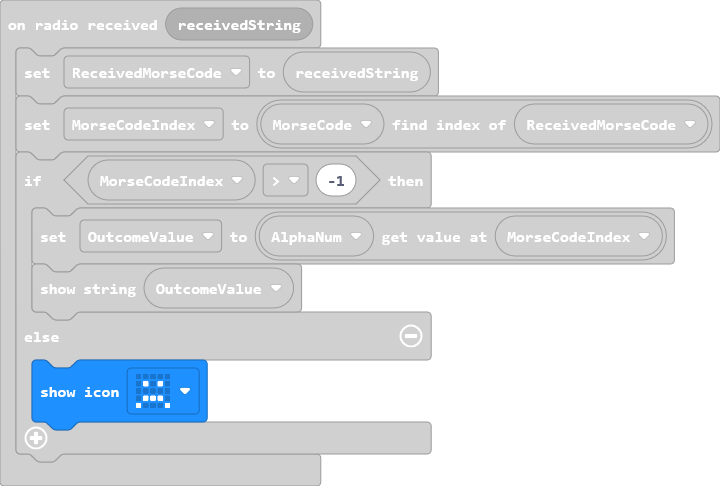 on radio received receivedString
set ReceivedMorseCode to receivedString
set MorseCodeIndex to MorseCode find index of ReceivedMorseCode
if MorseCodeIndex > -1 then
set OutcomeValue to AlphaNum get value at MorseCodeIndex
show string OutcomeValue
else
show icon